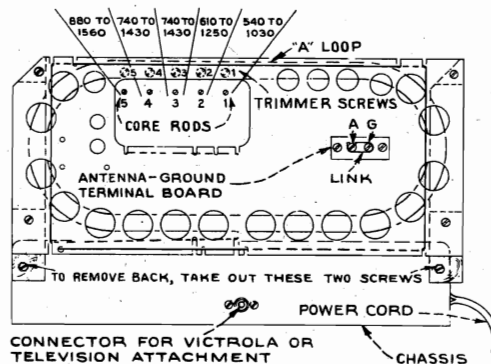 880 TO 740 TO 740 TO 610 TO 540 TO
1560 1430 1430 1250 1030
"A" LOOP
5 4 3 2 1
TRIMMER SCREWS
5 4 3 2 1
CORE RODS
A G
ANTENNA-GROUND
TERMINAL BOARD
LINK
TO REMOVE BACK, TAKE OUT THESE TWO SCREWS
POWER CORD
CONNECTOR FOR VICTROLA OR
TELEVISION ATTACHMENT
CHASSIS